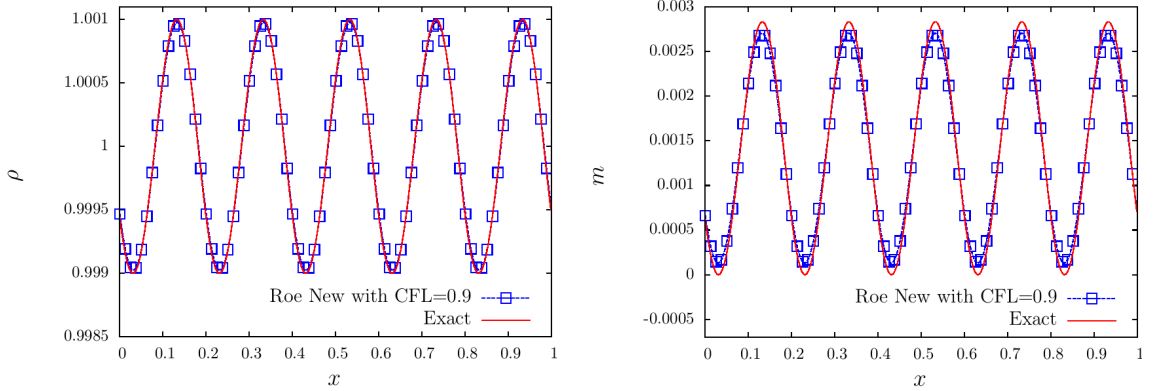 1.001
1.0005
1
0.9995
0.999
0.9985
ρ
Roe New with CFL=0.9
Exact
0 0.1 0.2 0.3 0.4 0.5 0.6 0.7 0.8 0.9 1
x
0.003
0.0025
0.002
0.0015
0.001
0.0005
0
-0.0005
m
Roe New with CFL=0.9
Exact
0 0.1 0.2 0.3 0.4 0.5 0.6 0.7 0.8 0.9 1
x